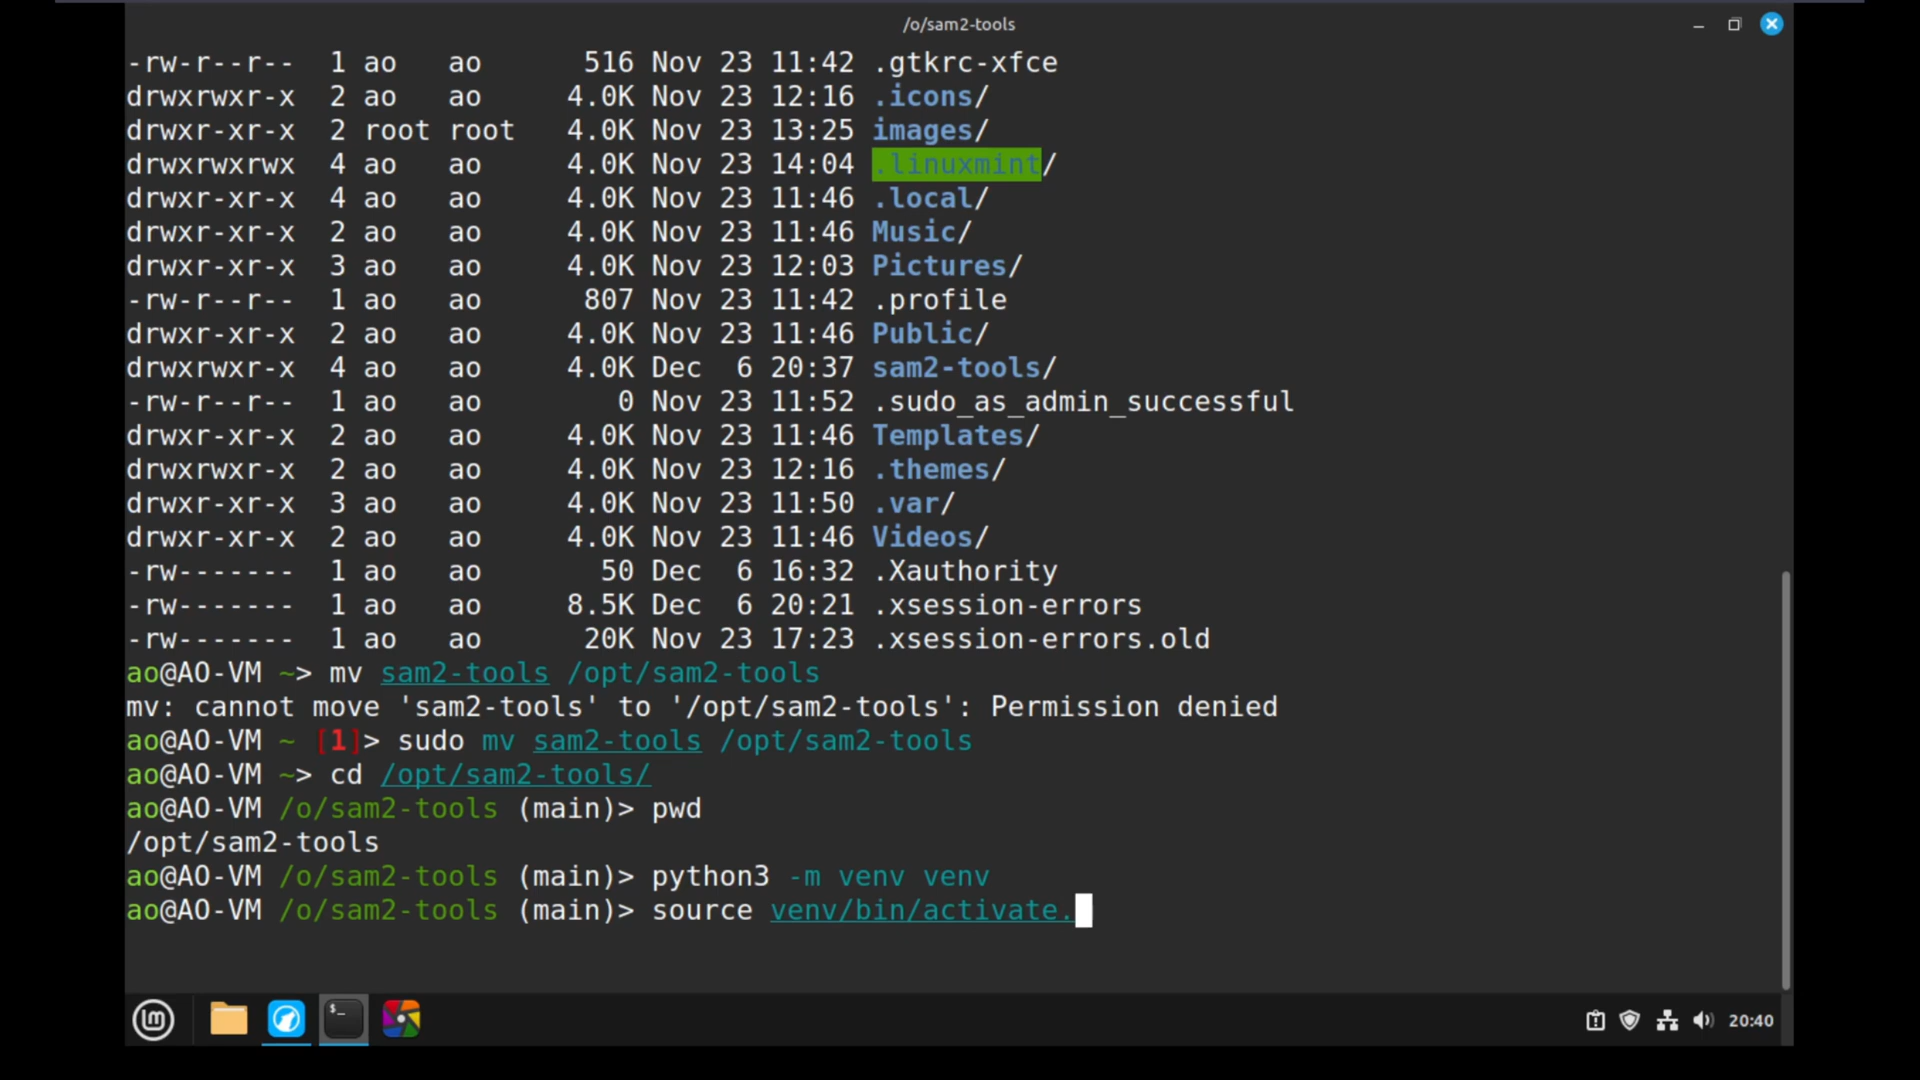 /o/sam2-tools
-rw-r--r-- 1 ao ao 516 Nov 23 11:42 .gtkrc-xfce
drwxrwxr-x 2 ao ao 4.0K Nov 23 12:16 .icons/
drwxr-xr-x 2 root root 4.0K Nov 23 13:25 images/
drwxrwxrwx 4 ao ao 4.0K Nov 23 14:04 .linuxmint/
drwxr-xr-x 4 ao ao 4.0K Nov 23 11:46 .local/
drwxr-xr-x 2 ao ao 4.0K Nov 23 11:46 Music/
drwxr-xr-x 3 ao ao 4.0K Nov 23 12:03 Pictures/
-rw-r--r-- 1 ao ao 807 Nov 23 11:42 .profile
drwxr-xr-x 2 ao ao 4.0K Nov 23 11:46 Public/
drwxrwxr-x 4 ao ao 4.0K Dec 6 20:37 sam2-tools/
-rw-r--r-- 1 ao ao 0 Nov 23 11:52 .sudo_as_admin_successful
drwxr-xr-x 2 ao ao 4.0K Nov 23 11:46 Templates/
drwxrwxr-x 2 ao ao 4.0K Nov 23 12:16 .themes/
drwxr-xr-x 3 ao ao 4.0K Nov 23 11:50 .var/
drwxr-xr-x 2 ao ao 4.0K Nov 23 11:46 Videos/
-rw------- 1 ao ao 50 Dec 6 16:32 .Xauthority
-rw------- 1 ao ao 8.5K Dec 6 20:21 .xsession-errors
-rw------- 1 ao ao 20K Nov 23 17:23 .xsession-errors.old
ao@AO-VM ~> mv sam2-tools /opt/sam2-tools
mv: cannot move 'sam2-tools' to '/opt/sam2-tools': Permission denied
ao@AO-VM ~ [1]> sudo mv sam2-tools /opt/sam2-tools
ao@AO-VM ~> cd /opt/sam2-tools/
ao@AO-VM /o/sam2-tools (main)> pwd
/opt/sam2-tools
ao@AO-VM /o/sam2-tools (main)> python3 -m venv venv
ao@AO-VM /o/sam2-tools (main)> source venv/bin/activate.
20:40